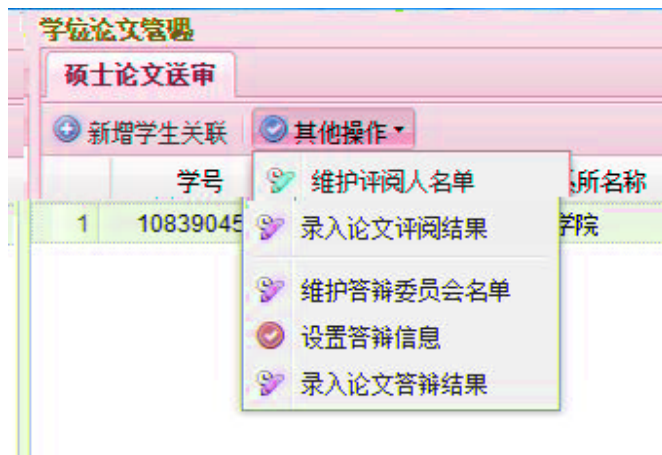 学位论文管理
硕士论文送审
新增学生关联 其他操作
学号 系所名称
维护评阅人名单
1 10839045 学院
录入论文评阅结果
维护答辩委员会名单
设置答辩信息
录入论文答辩结果